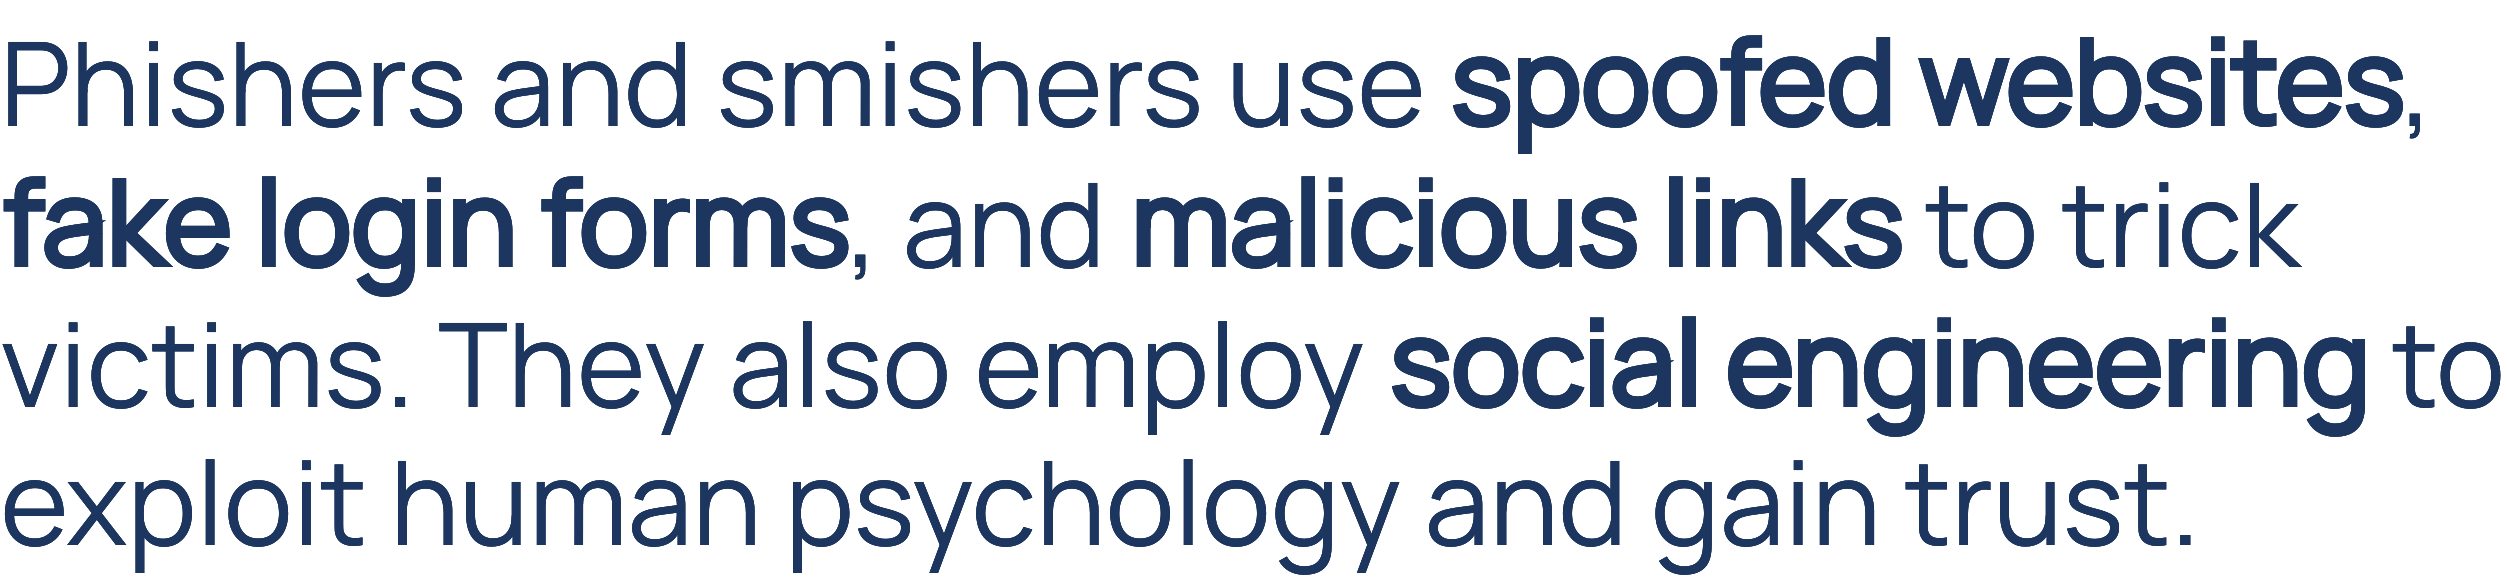 Phishers and smishers use spoofed websites,
fake login forms, and malicious links to trick
victims. They also employ social engineering to
exploit human psychology and gain trust.